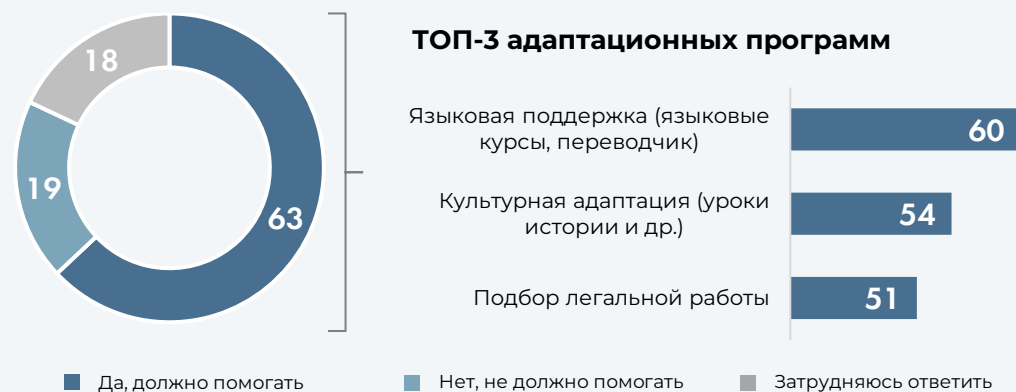 18
19
63
ТОП-3 адаптационных программ
Языковая поддержка (языковые
курсы, переводчик)
60
Культурная адаптация (уроки
истории и др.)
54
Подбор легальной работы
51
Да, должно помогать
Нет, не должно помогать
Затрудняюсь ответить